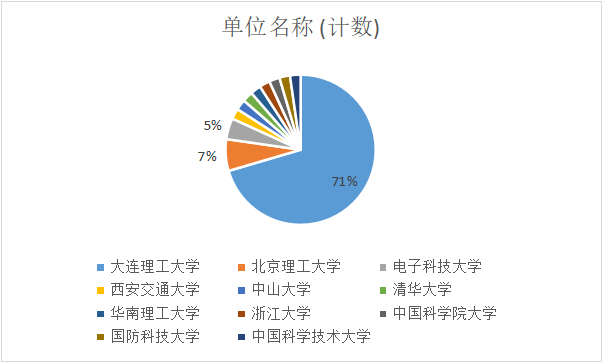 单位名称 (计数)
5%
7%
71%
大连理工大学 北京理工大学 电子科技大学
西安交通大学 中山大学 清华大学
华南理工大学 浙江大学 中国科学院大学
国防科技大学 中国科学技术大学